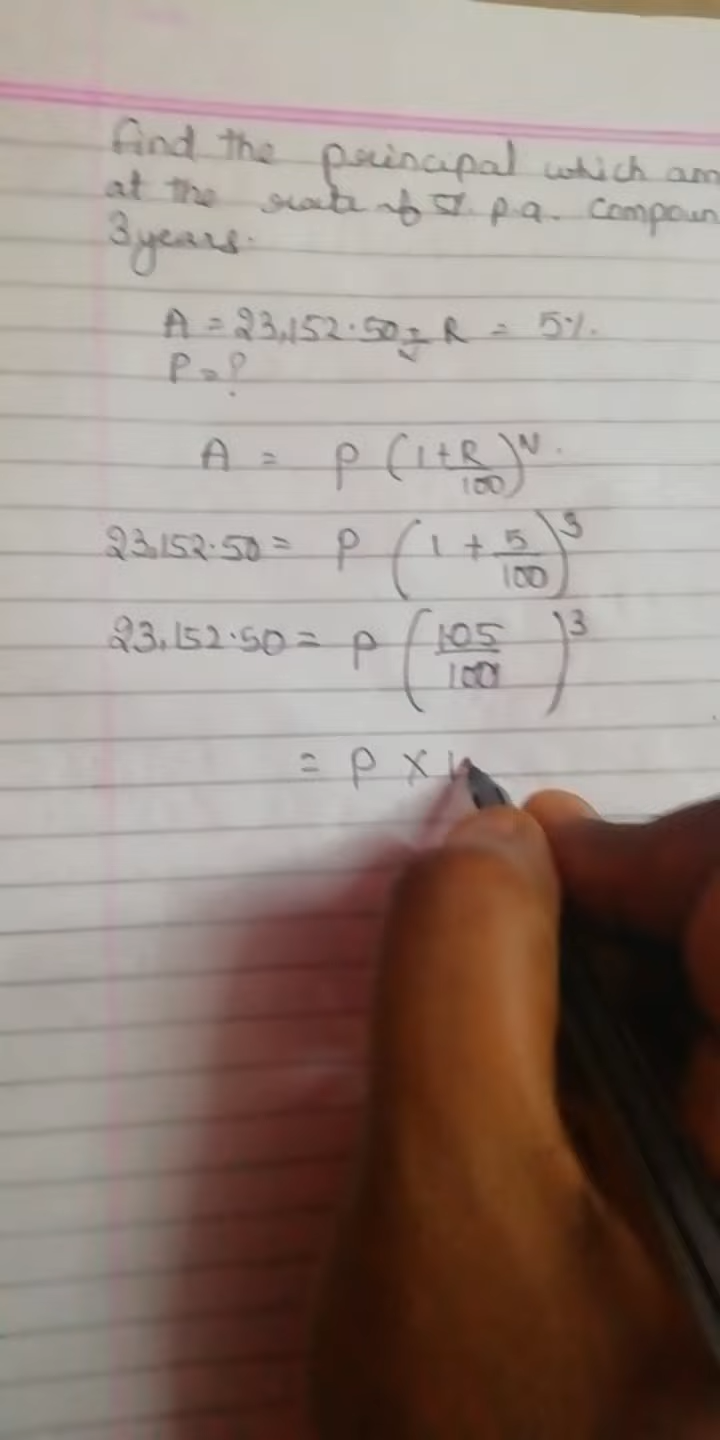 find the principal which am
at the rate of 5% p.a. compoun
3 years.
A = 23,152.50 R = 5%.
P = ?
A = P (1+R/100)^N.
23,152.50 = P (1 + 5/100)^3
23,152.50 = P (105/100)^3
= P × 1